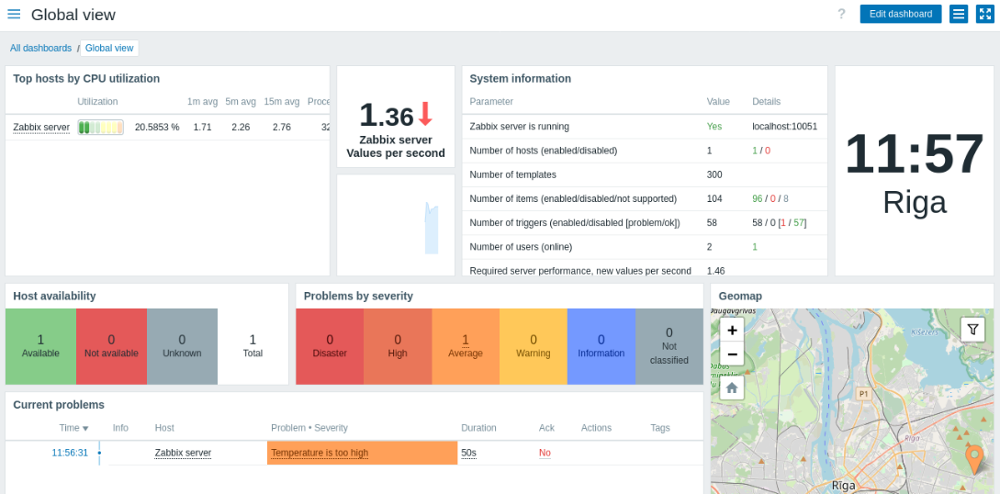 Global view
?
Edit dashboard
All dashboards / Global view
Top hosts by CPU utilization
Utilization 1m avg 5m avg 15m avg
Zabbix server 20.5853 % 1.71 2.26 2.76 32
1.36
Zabbix server
Values per second
System information
Parameter Value Details
Zabbix server is running Yes localhost:10051
Number of hosts (enabled/disabled) 1 1 / 0
Number of templates 300
Number of items (enabled/disabled/not supported) 104 96 / 0 / 8
Number of triggers (enabled/disabled [problem/ok]) 58 58 / 0 [1 / 57]
Number of users (online) 2 1
Required server performance, new values per second 1.46
11:57
Riga
Host availability
1 0 0 1
Available Not available Unknown Total
Problems by severity
0 0 1 0 0 0
Disaster High Average Warning Information Not
classified
Geomap
+
−
Daugavgrīvas
Ķīšezers
P1
Rīga
Current problems
Time Info Host Problem • Severity Duration Ack Actions Tags
11:56:31 Zabbix server Temperature is too high 50s No